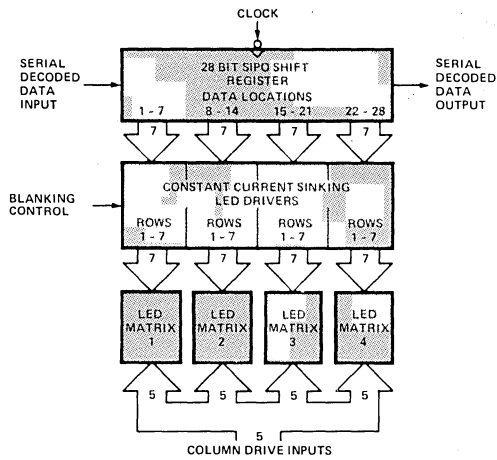 CLOCK
SERIAL
DECODED
DATA
INPUT
28 BIT SIPO SHIFT
REGISTER
DATA LOCATIONS
1 - 7 8 - 14 15 - 21 22 - 28
SERIAL
DECODED
DATA
OUTPUT
7 7 7 7
BLANKING
CONTROL
CONSTANT CURRENT SINKING
LED DRIVERS
ROWS ROWS ROWS ROWS
1 - 7 1 - 7 1 - 7 1 - 7
7 7 7 7
LED LED LED LED
MATRIX MATRIX MATRIX MATRIX
1 2 3 4
5 5 5 5
5
COLUMN DRIVE INPUTS